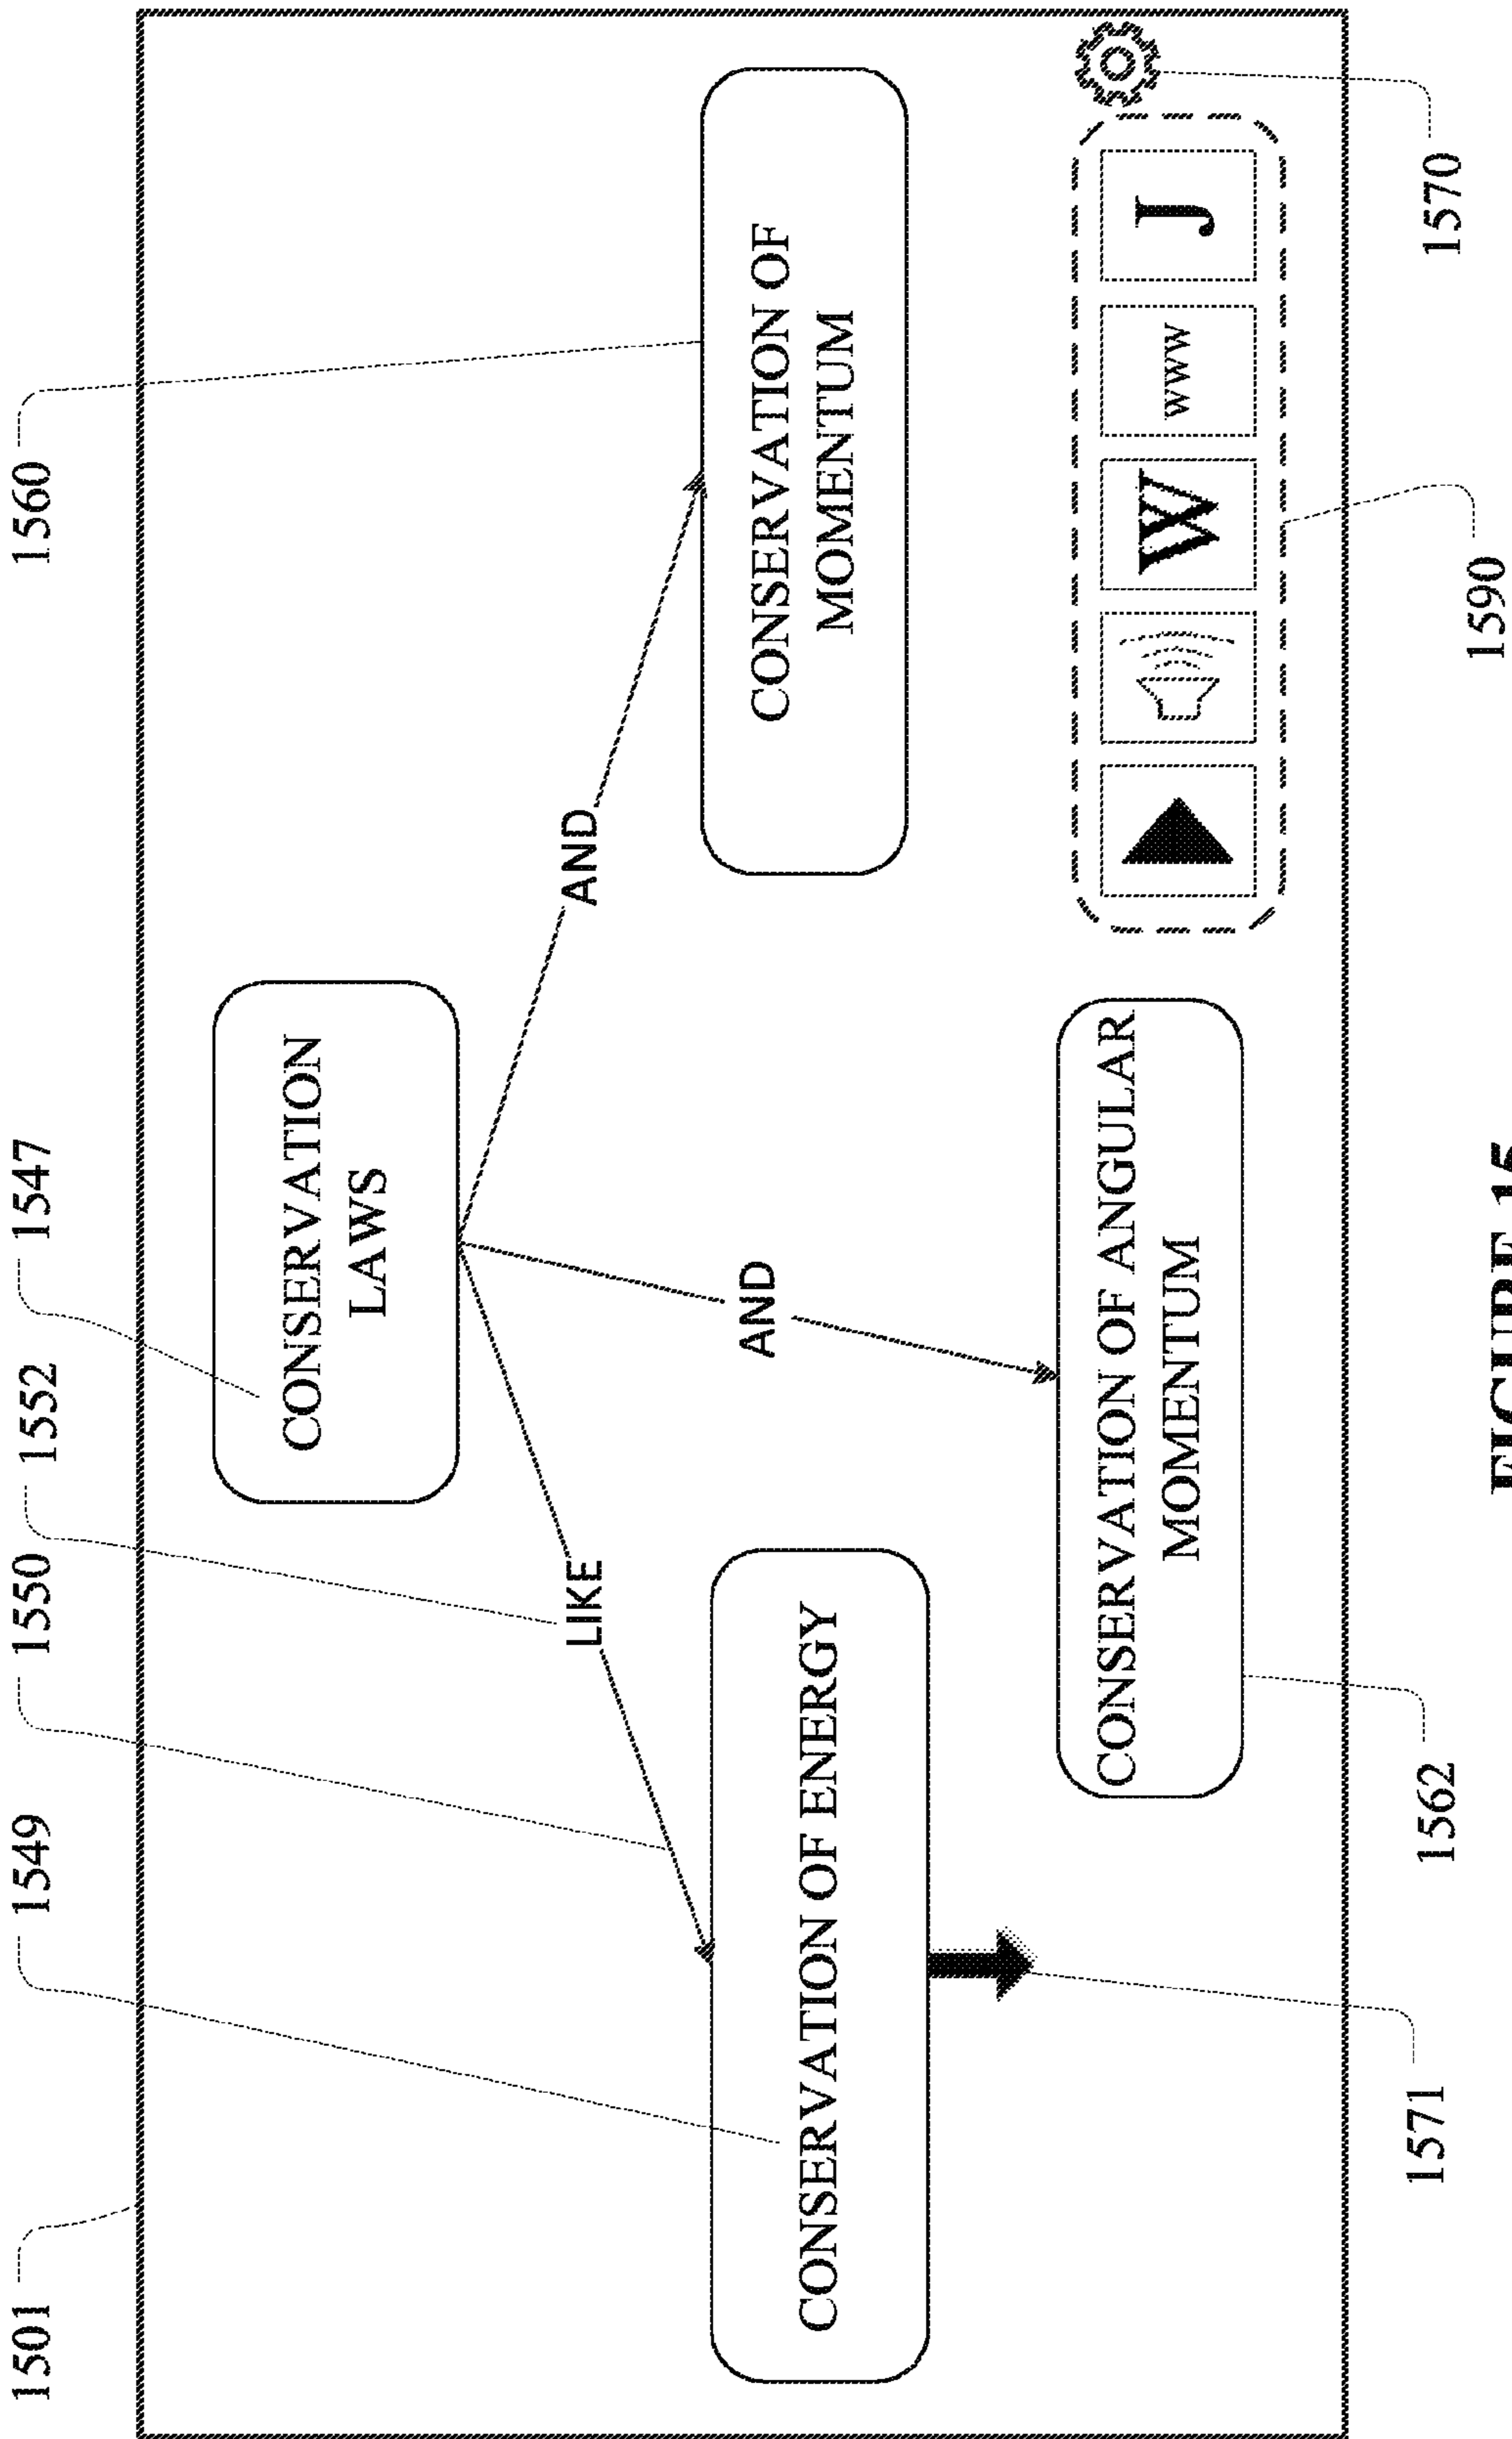 1501
1549
1550
1552
1547
1560
CONSERVATION
LAWS
LIKE
AND
AND
CONSERVATION OF ENERGY
CONSERVATION OF
MOMENTUM
CONSERVATION OF ANGULAR
MOMENTUM
W
www
J
1571
1562
1590
1570
FIGURE 15